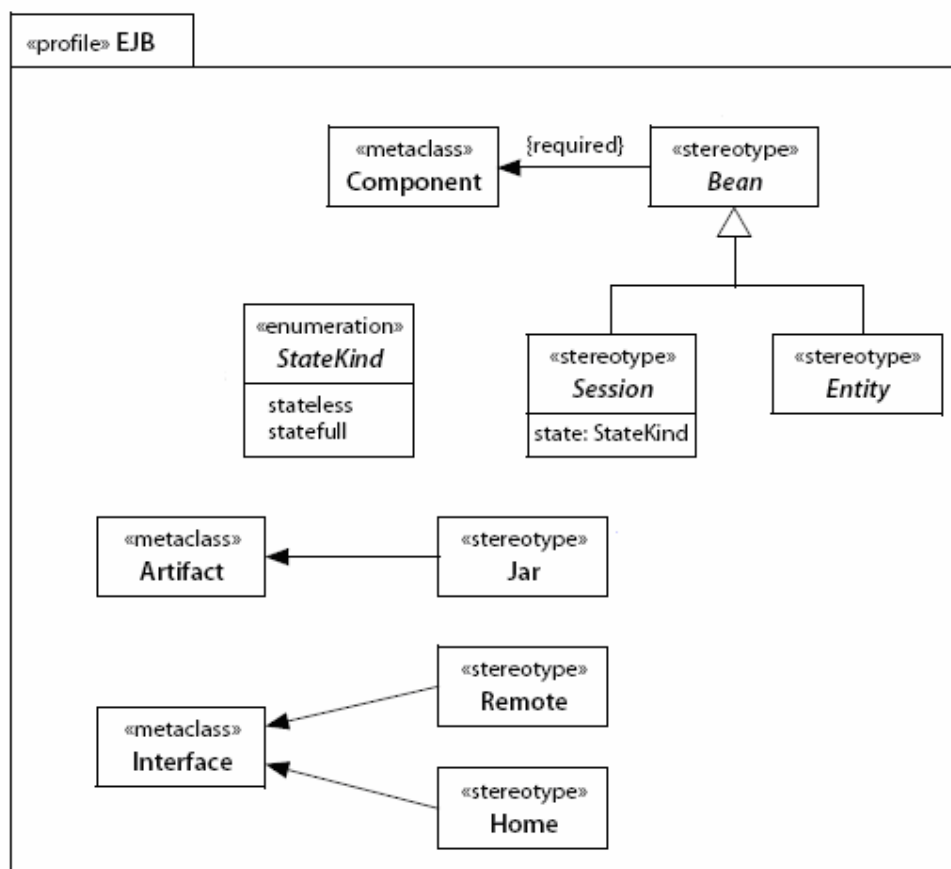 «profile» EJB
«metaclass»
Component
{required}
«stereotype»
Bean
«enumeration»
StateKind
stateless
statefull
«stereotype»
Session
state: StateKind
«stereotype»
Entity
«metaclass»
Artifact
«stereotype»
Jar
«metaclass»
Interface
«stereotype»
Remote
«stereotype»
Home